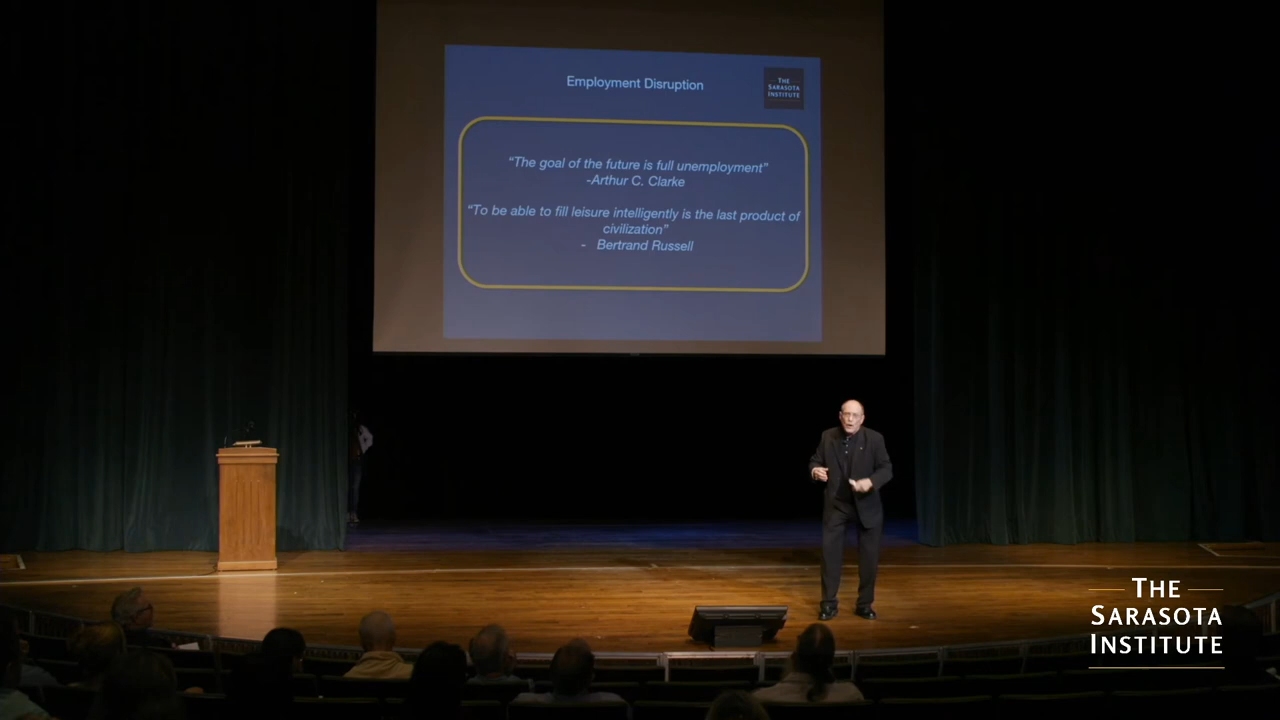 Employment Disruption
THE
SARASOTA
INSTITUTE
“The goal of the future is full unemployment”
-Arthur C. Clarke
“To be able to fill leisure intelligently is the last product of
civilization”
- Bertrand Russell
THE
SARASOTA
INSTITUTE